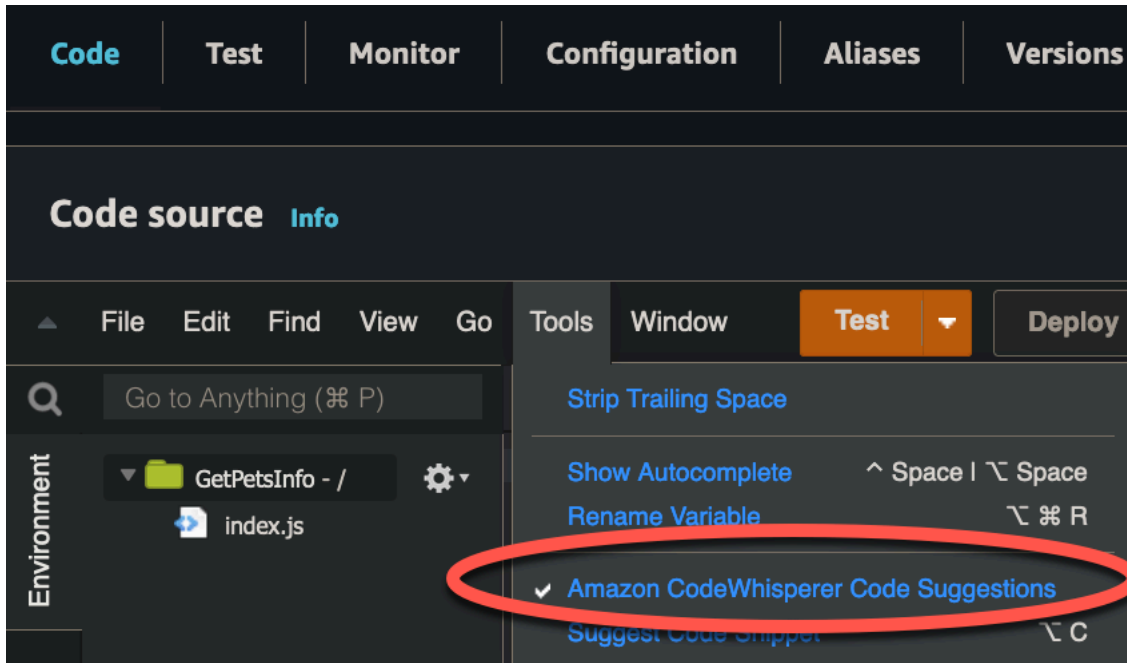 Code Test Monitor Configuration Aliases Versions
Code source Info
File Edit Find View Go Tools Window Test Deploy
Go to Anything (⌘ P)
Strip Trailing Space
Environment
GetPetsInfo - /
Show Autocomplete ^ Space | ⌥ Space
index.js
Rename Variable ⌥ ⌘ R
Amazon CodeWhisperer Code Suggestions
Suggest Code Snippet ⌥ C